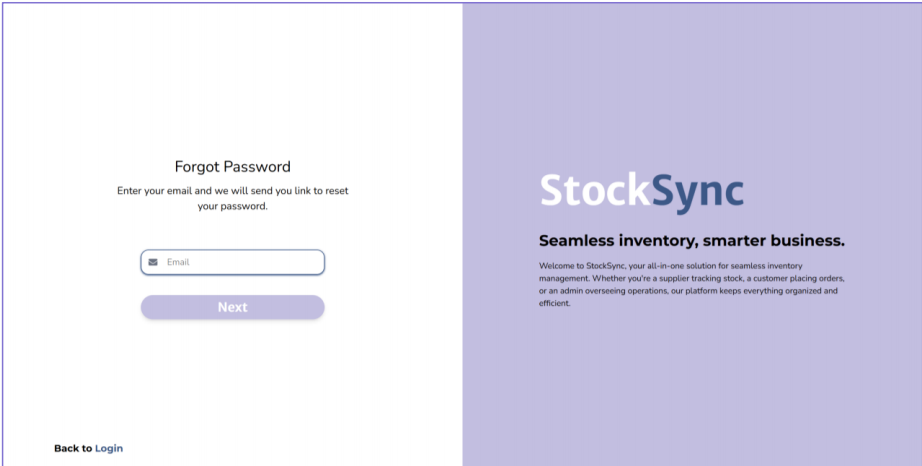 Forgot Password
Enter your email and we will send you link to reset
your password.
Email
Next
Back to Login
StockSync
Seamless inventory, smarter business.
Welcome to StockSync, your all-in-one solution for seamless inventory
management. Whether you're a supplier tracking stock, a customer placing orders,
or an admin overseeing operations, our platform keeps everything organized and
efficient.